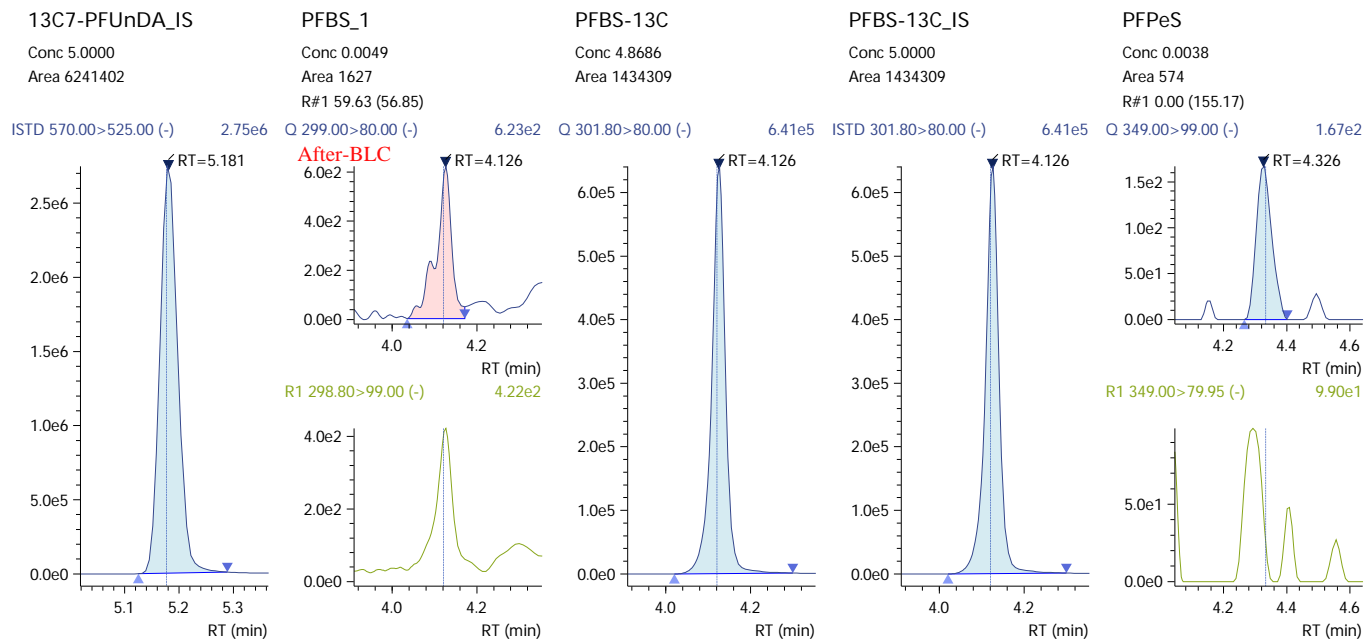 13C7-PFUnDA_IS
Conc 5.0000
Area 6241402
ISTD 570.00>525.00 (-) 2.75e6
RT=5.181
2.5e6
2.0e6
1.5e6
1.0e6
5.0e5
0.0e0
5.1 5.2 5.3
RT (min)
PFBS_1
Conc 0.0049
Area 1627
R#1 59.63 (56.85)
Q 299.00>80.00 (-) 6.23e2
After-BLC
RT=4.126
6.0e2
4.0e2
2.0e2
0.0e0
4.0 4.2
RT (min)
R1 298.80>99.00 (-) 4.22e2
4.0e2
2.0e2
0.0e0
4.0 4.2
RT (min)
PFBS-13C
Conc 4.8686
Area 1434309
Q 301.80>80.00 (-) 6.41e5
RT=4.126
6.0e5
5.0e5
4.0e5
3.0e5
2.0e5
1.0e5
0.0e0
4.0 4.2
RT (min)
PFBS-13C_IS
Conc 5.0000
Area 1434309
ISTD 301.80>80.00 (-) 6.41e5
RT=4.126
6.0e5
5.0e5
4.0e5
3.0e5
2.0e5
1.0e5
0.0e0
4.0 4.2
RT (min)
PFPeS
Conc 0.0038
Area 574
R#1 0.00 (155.17)
Q 349.00>99.00 (-) 1.67e2
RT=4.326
1.5e2
1.0e2
5.0e1
0.0e0
4.2 4.4 4.6
RT (min)
R1 349.00>79.95 (-) 9.90e1
5.0e1
0.0e0
4.2 4.4 4.6
RT (min)